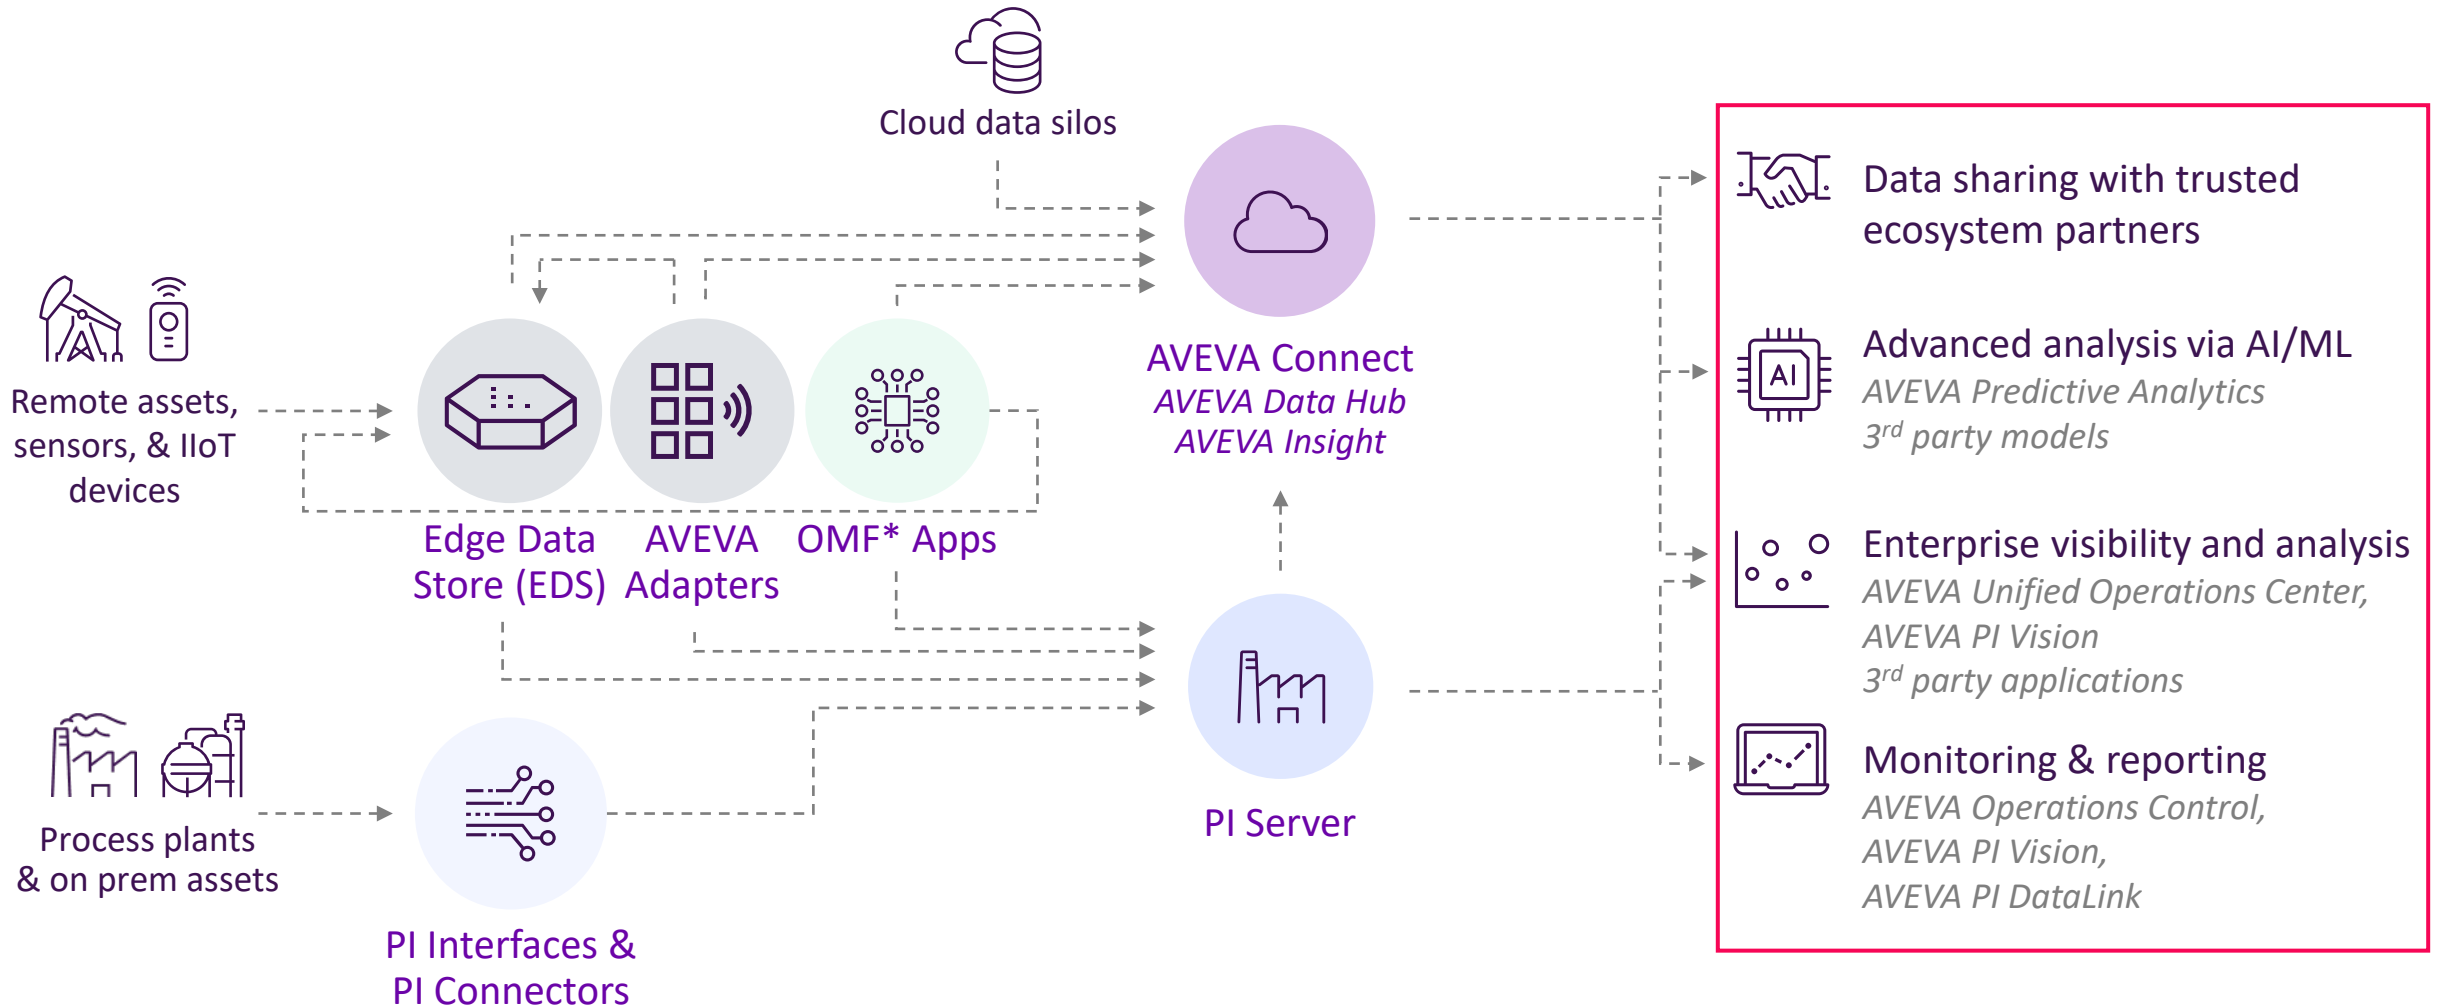 Cloud data silos
Remote assets,
sensors, & IIoT
devices
Edge Data
Store (EDS)
AVEVA
Adapters
OMF* Apps
AVEVA Connect
AVEVA Data Hub
AVEVA Insight
Process plants
& on prem assets
PI Interfaces &
PI Connectors
PI Server
Data sharing with trusted
ecosystem partners
AI
Advanced analysis via AI/ML
AVEVA Predictive Analytics
3rd party models
Enterprise visibility and analysis
AVEVA Unified Operations Center,
AVEVA PI Vision
3rd party applications
Monitoring & reporting
AVEVA Operations Control,
AVEVA PI Vision,
AVEVA PI DataLink